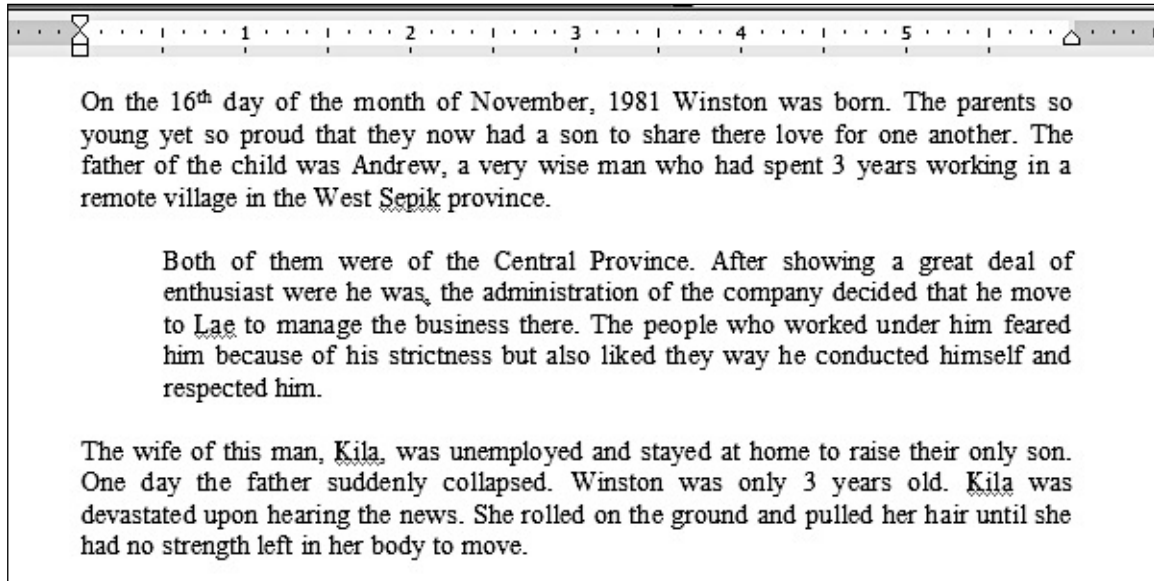 1 2 3 4 5
On the 16th day of the month of November, 1981 Winston was born. The parents so
young yet so proud that they now had a son to share there love for one another. The
father of the child was Andrew, a very wise man who had spent 3 years working in a
remote village in the West Sepik province.
Both of them were of the Central Province. After showing a great deal of
enthusiast were he was, the administration of the company decided that he move
to Lae to manage the business there. The people who worked under him feared
him because of his strictness but also liked they way he conducted himself and
respected him.
The wife of this man, Kila, was unemployed and stayed at home to raise their only son.
One day the father suddenly collapsed. Winston was only 3 years old. Kila was
devastated upon hearing the news. She rolled on the ground and pulled her hair until she
had no strength left in her body to move.